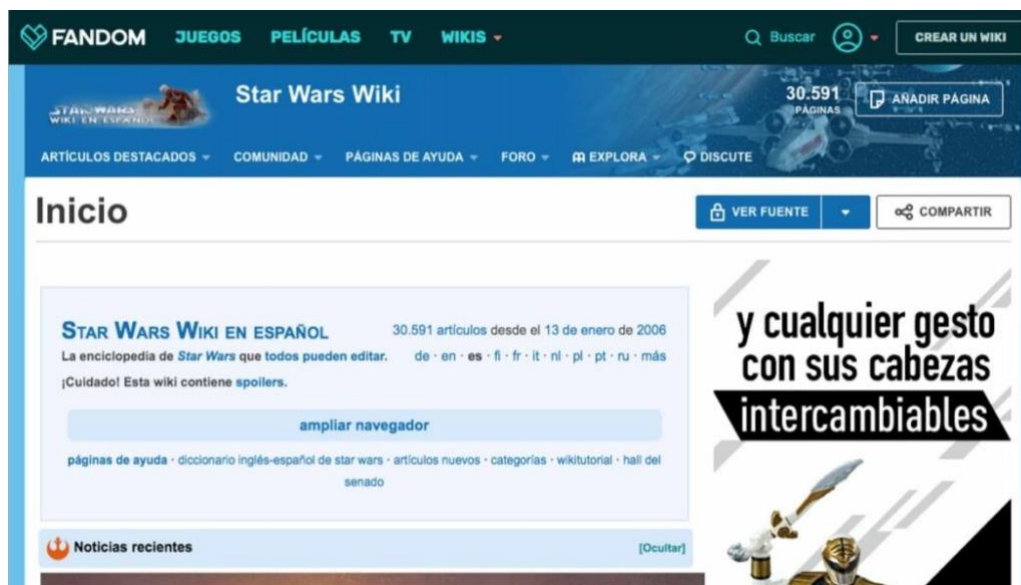 FANDOM JUEGOS PELÍCULAS TV WIKIS Buscar CREAR UN WIKI
STAR WARS
WIKI EN ESPAÑOL
Star Wars Wiki
30.591
PÁGINAS
AÑADIR PÁGINA
ARTÍCULOS DESTACADOS COMUNIDAD PÁGINAS DE AYUDA FORO EXPLORA DISCUTE
Inicio
VER FUENTE COMPARTIR
STAR WARS WIKI EN ESPAÑOL
30.591 artículos desde el 13 de enero de 2006
La enciclopedia de Star Wars que todos pueden editar.
de · en · es · fi · fr · it · nl · pl · pt · ru · más
¡Cuidado! Esta wiki contiene spoilers.
ampliar navegador
páginas de ayuda · diccionario inglés-español de star wars · artículos nuevos · categorías · wikitutorial · hall del
senado
Noticias recientes [Ocultar]
y cualquier gesto
con sus cabezas
intercambiables